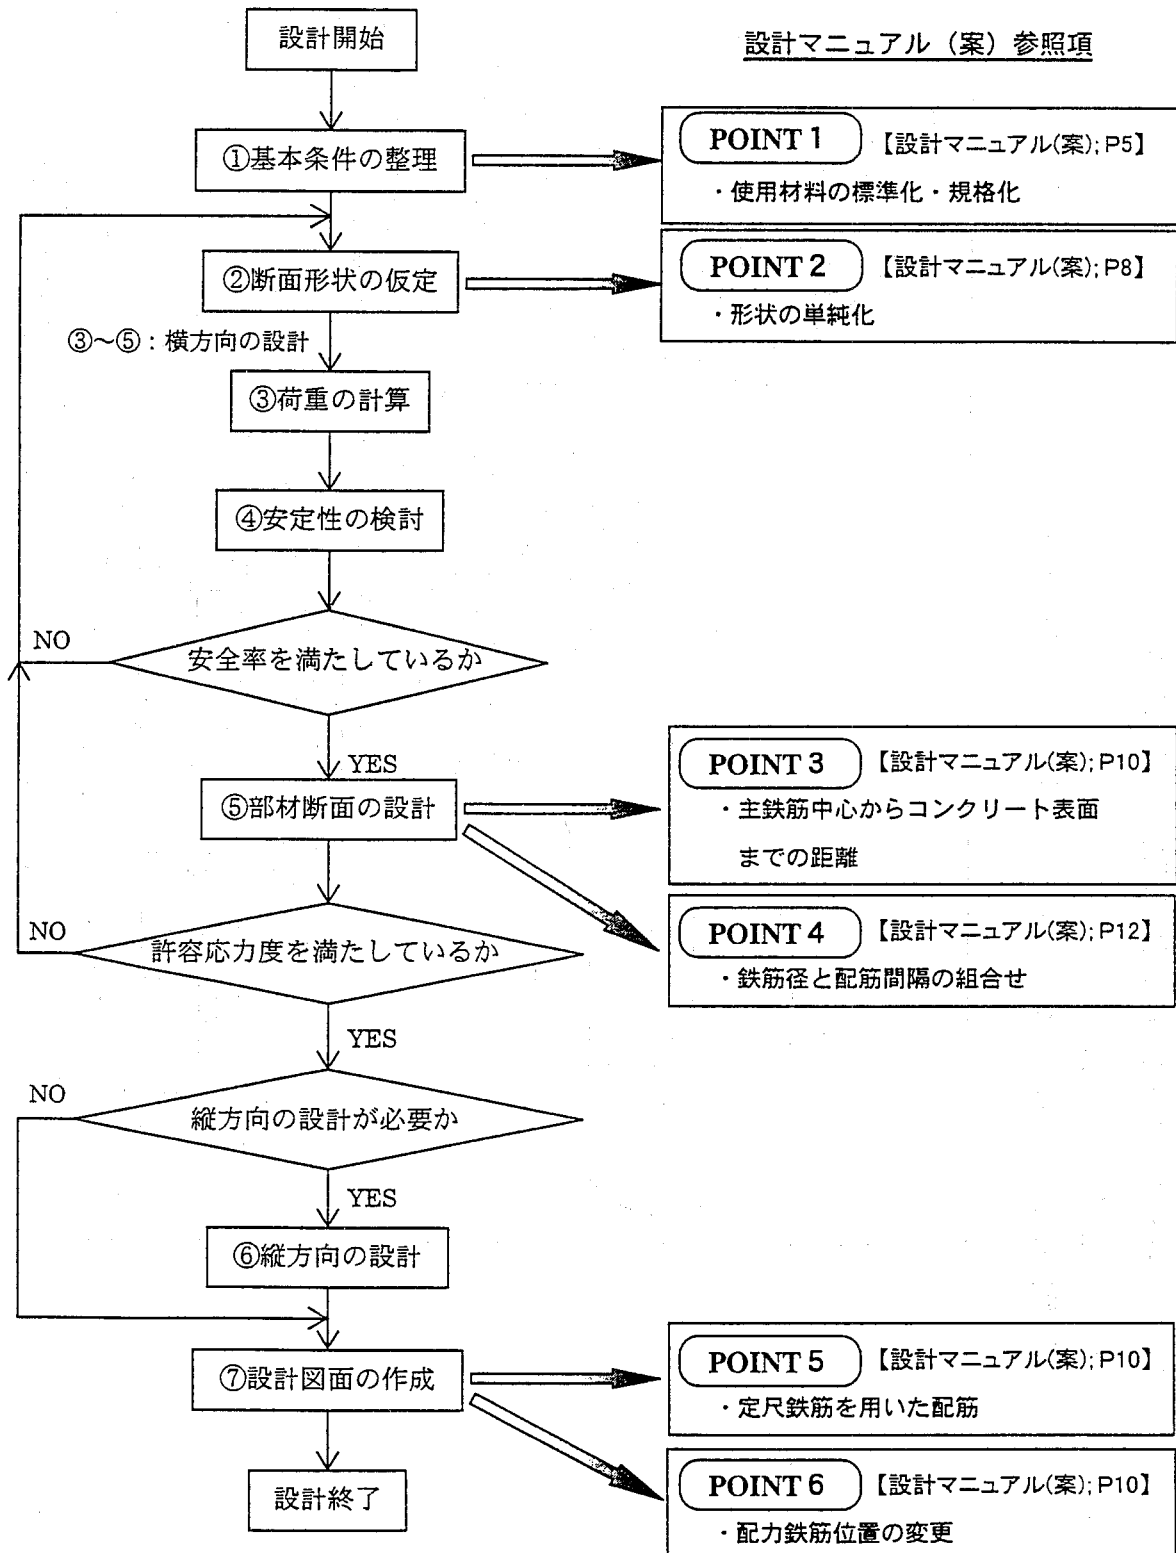 設計開始
設計マニュアル（案）参照項
①基本条件の整理
POINT 1 【設計マニュアル(案);P5】
・使用材料の標準化・規格化
②断面形状の仮定
POINT 2 【設計マニュアル(案);P8】
・形状の単純化
③～⑤：横方向の設計
③荷重の計算
④安定性の検討
NO
安全率を満たしているか
YES
⑤部材断面の設計
POINT 3 【設計マニュアル(案);P10】
・主鉄筋中心からコンクリート表面
までの距離
NO
許容応力度を満たしているか
POINT 4 【設計マニュアル(案);P12】
・鉄筋径と配筋間隔の組合せ
YES
NO
縦方向の設計が必要か
YES
⑥縦方向の設計
⑦設計図面の作成
POINT 5 【設計マニュアル(案);P10】
・定尺鉄筋を用いた配筋
設計終了
POINT 6 【設計マニュアル(案);P10】
・配力鉄筋位置の変更